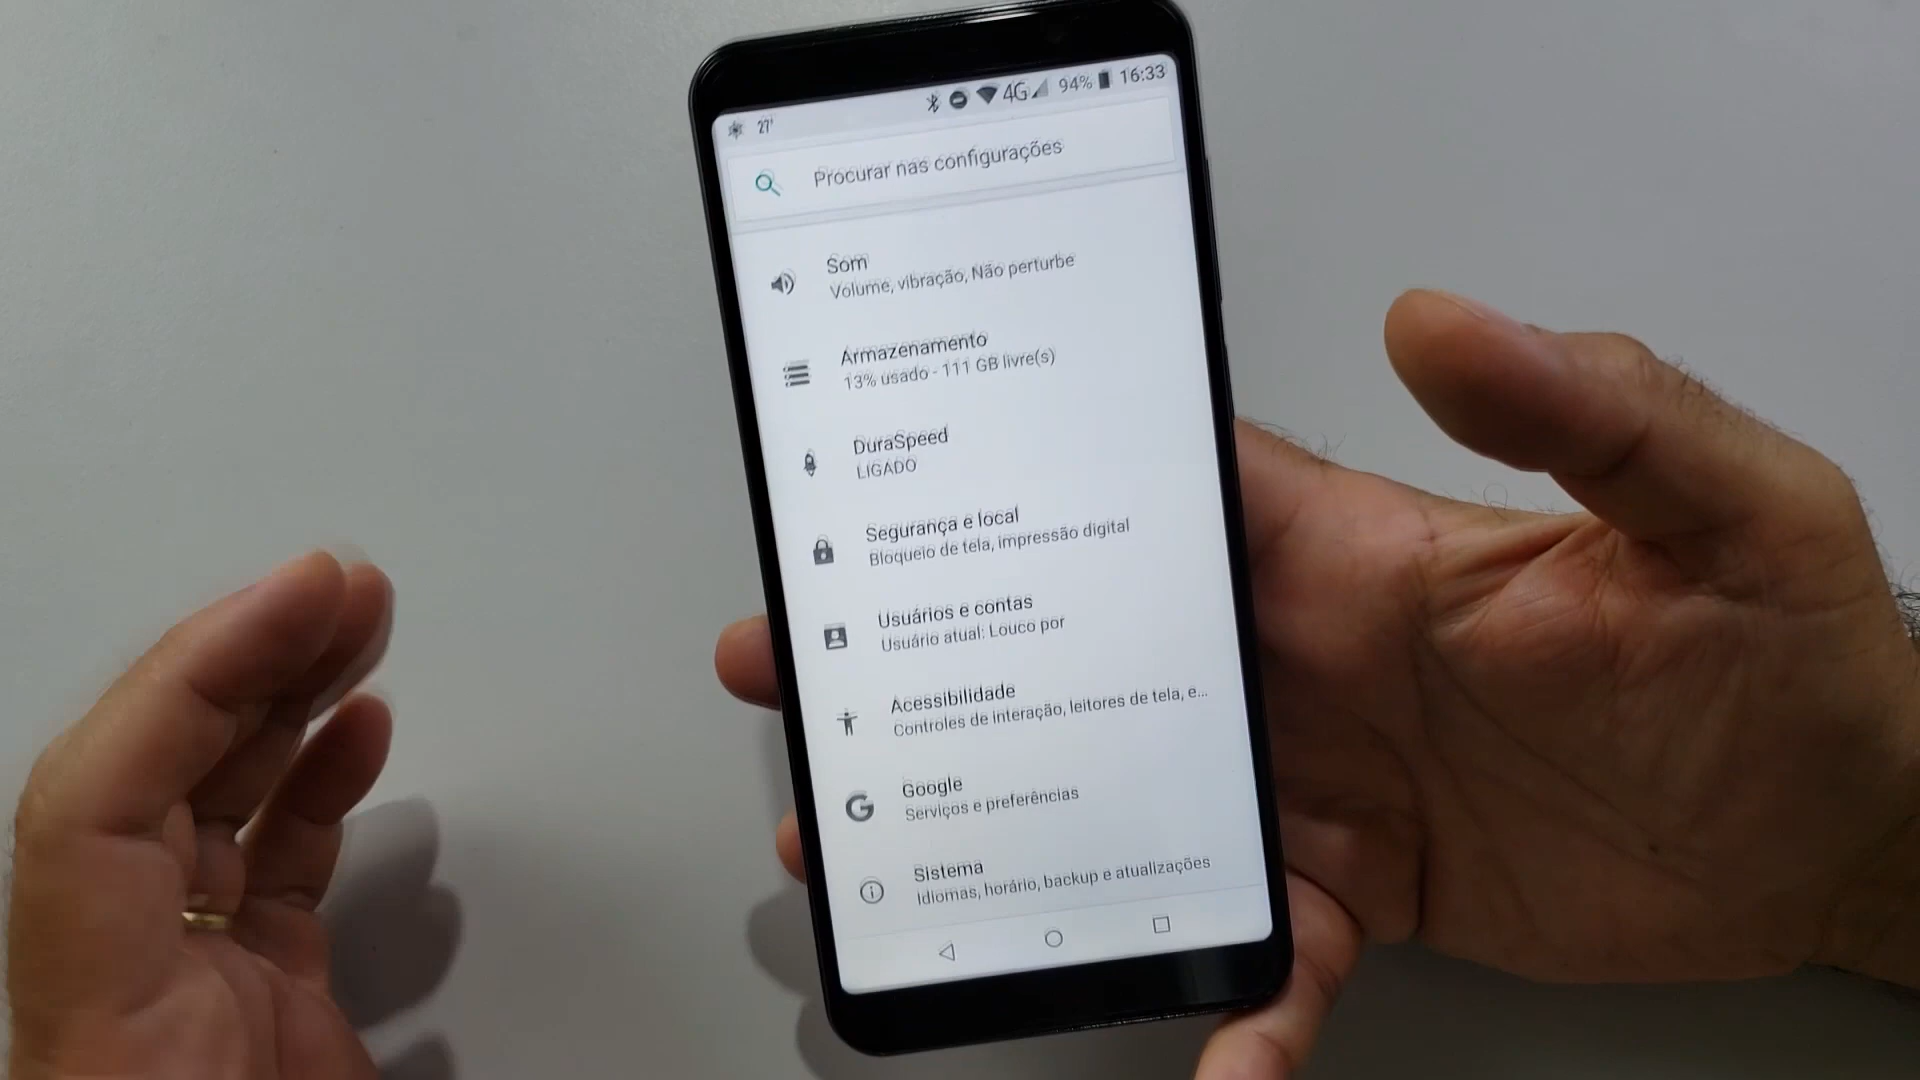 27° 4G 94% 16:33
Procurar nas configurações
Som
Volume, vibração, Não perturbe
Armazenamento
13% usado - 111 GB livre(s)
DuraSpeed
LIGADO
Segurança e local
Bloqueio de tela, impressão digital
Usuários e contas
Usuário atual: Louco por
Acessibilidade
Controles de interação, leitores de tela, e...
Google
Serviços e preferências
Sistema
Idiomas, horário, backup e atualizações